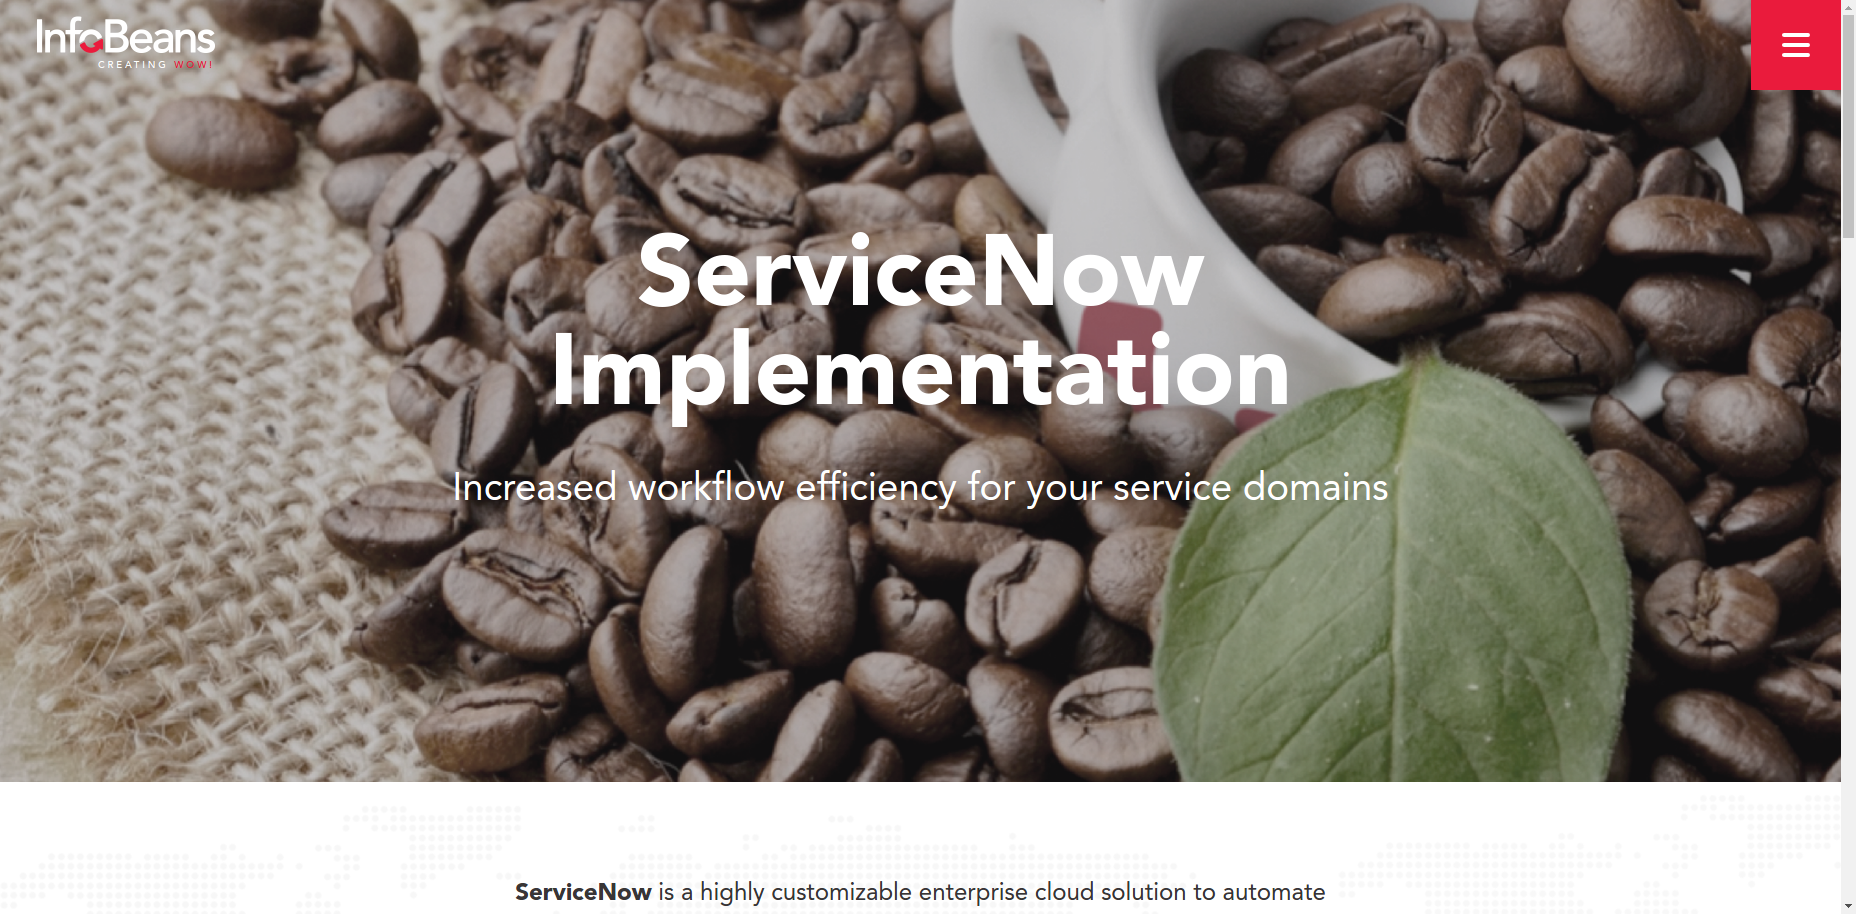 InfoBeans
CREATING WOW!
ServiceNow
Implementation
Increased workflow efficiency for your service domains
ServiceNow is a highly customizable enterprise cloud solution to automate